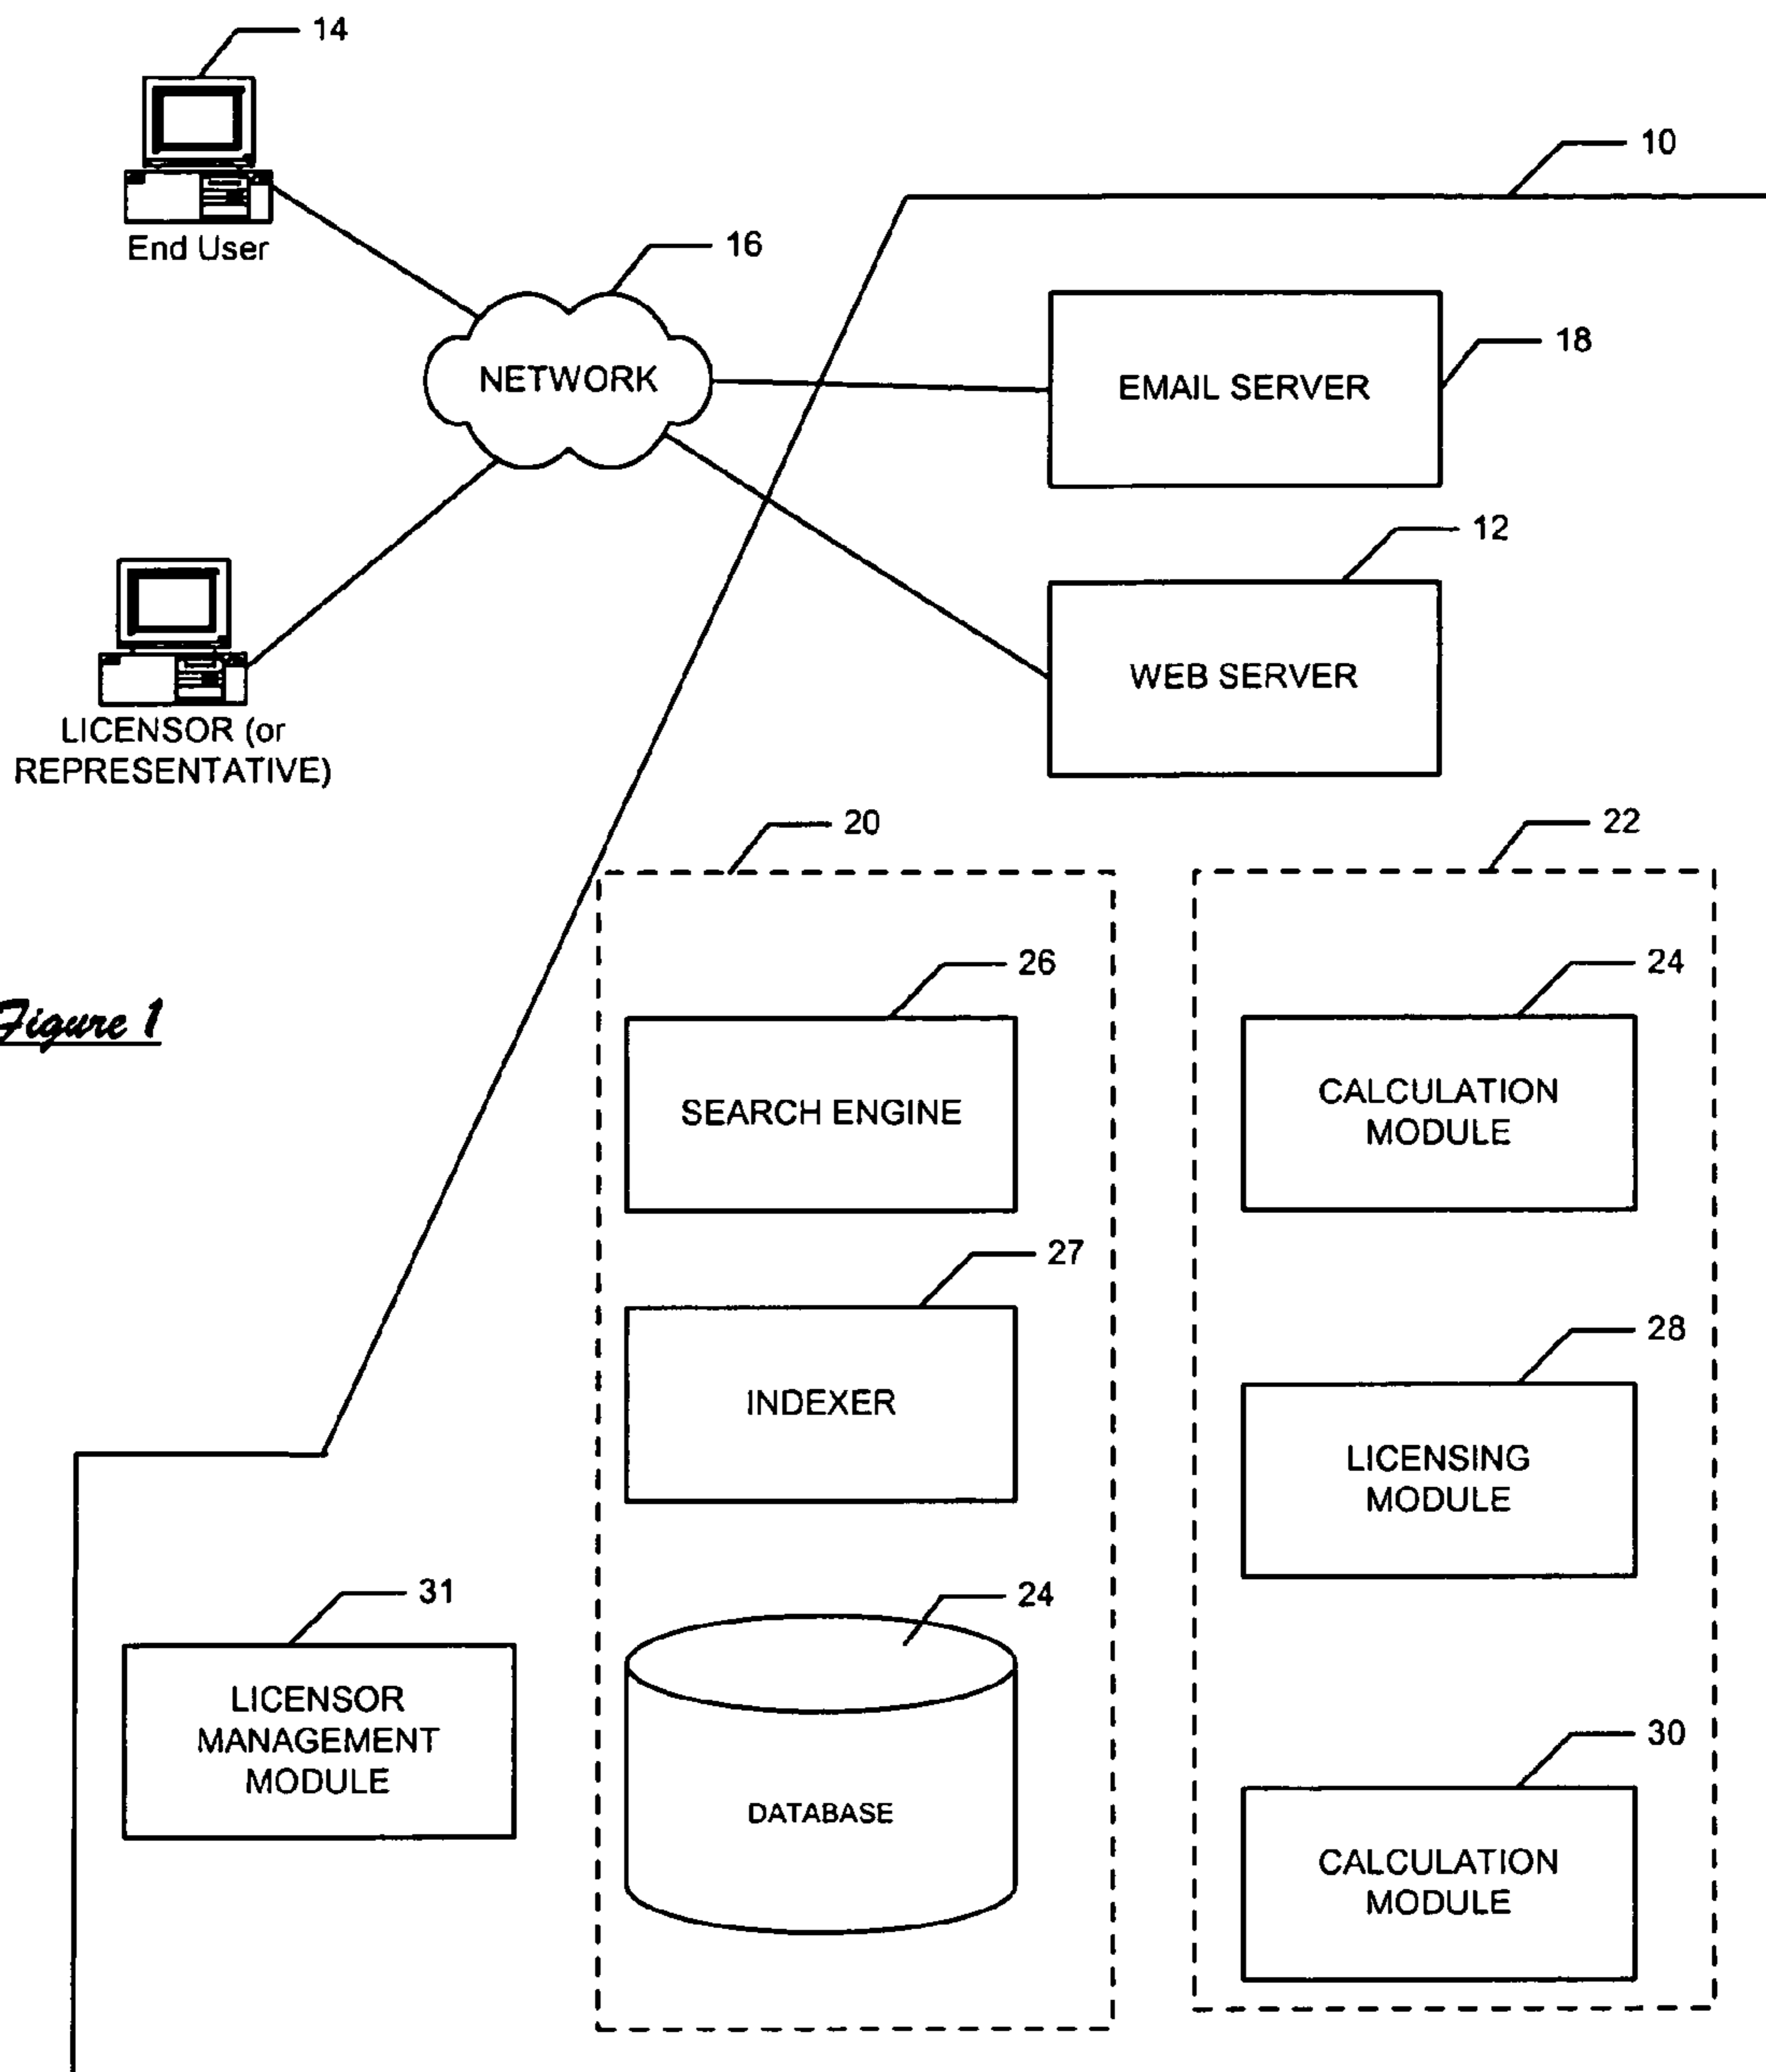 14
10
End User
16
NETWORK
18
EMAIL SERVER
12
WEB SERVER
LICENSOR (or
REPRESENTATIVE)
20
22
26
24
Figure 1
SEARCH ENGINE
CALCULATION
MODULE
27
28
INDEXER
LICENSING
MODULE
31
24
LICENSOR
MANAGEMENT
MODULE
30
DATABASE
CALCULATION
MODULE